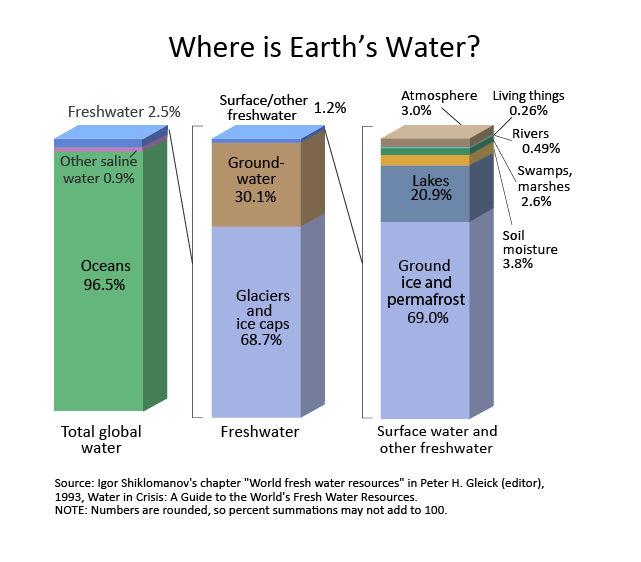 Where is Earth’s Water?
Freshwater 2.5%
Other saline
water 0.9%
Oceans
96.5%
Total global
water
Surface/other
freshwater
1.2%
Ground-
water
30.1%
Glaciers
and
ice caps
68.7%
Freshwater
Atmosphere
3.0%
Living things
0.26%
Rivers
0.49%
Swamps,
marshes
2.6%
Soil
moisture
3.8%
Lakes
20.9%
Ground
ice and
permafrost
69.0%
Surface water and
other freshwater
Source: Igor Shiklomanov's chapter "World fresh water resources" in Peter H. Gleick (editor),
1993, Water in Crisis: A Guide to the World's Fresh Water Resources.
NOTE: Numbers are rounded, so percent summations may not add to 100.